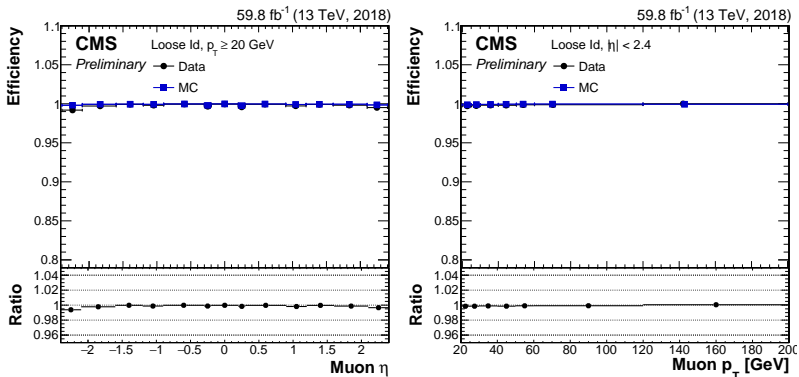 59.8 fb⁻¹ (13 TeV, 2018)
CMS
Preliminary
Loose Id, p_T ≥ 20 GeV
Data
MC
Efficiency
1.1
1.05
1
0.95
0.9
0.85
0.8
Ratio
1.04
1.02
1
0.98
0.96
−2 −1.5 −1 −0.5 0 0.5 1 1.5 2
Muon η
59.8 fb⁻¹ (13 TeV, 2018)
CMS
Preliminary
Loose Id, |η| < 2.4
Data
MC
Efficiency
1.1
1.05
1
0.95
0.9
0.85
0.8
Ratio
1.04
1.02
1
0.98
0.96
20 40 60 80 100 120 140 160 180 200
Muon p_T [GeV]